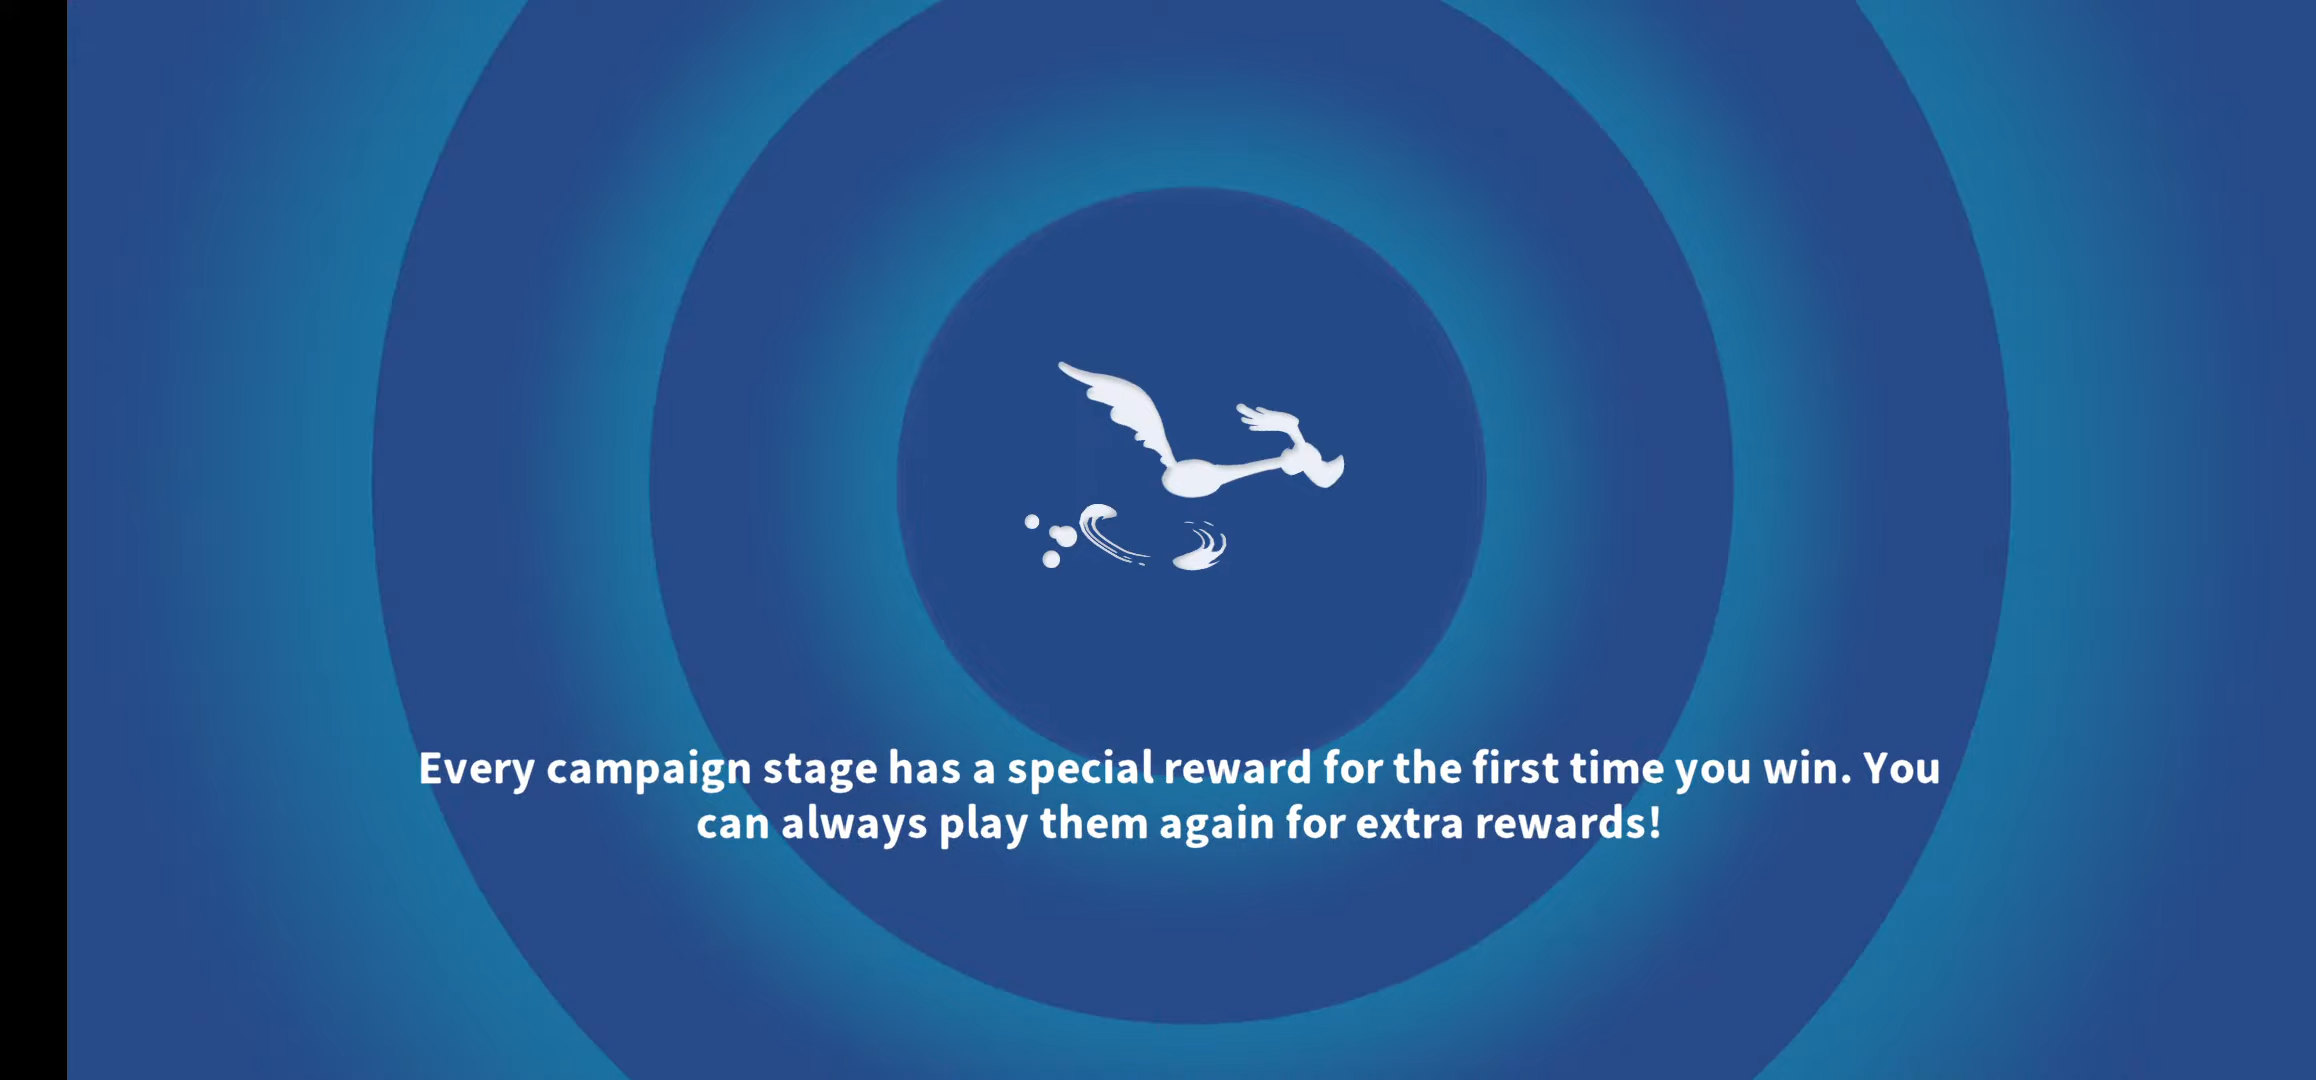 Every campaign stage has a special reward for the first time you win. You
can always play them again for extra rewards!